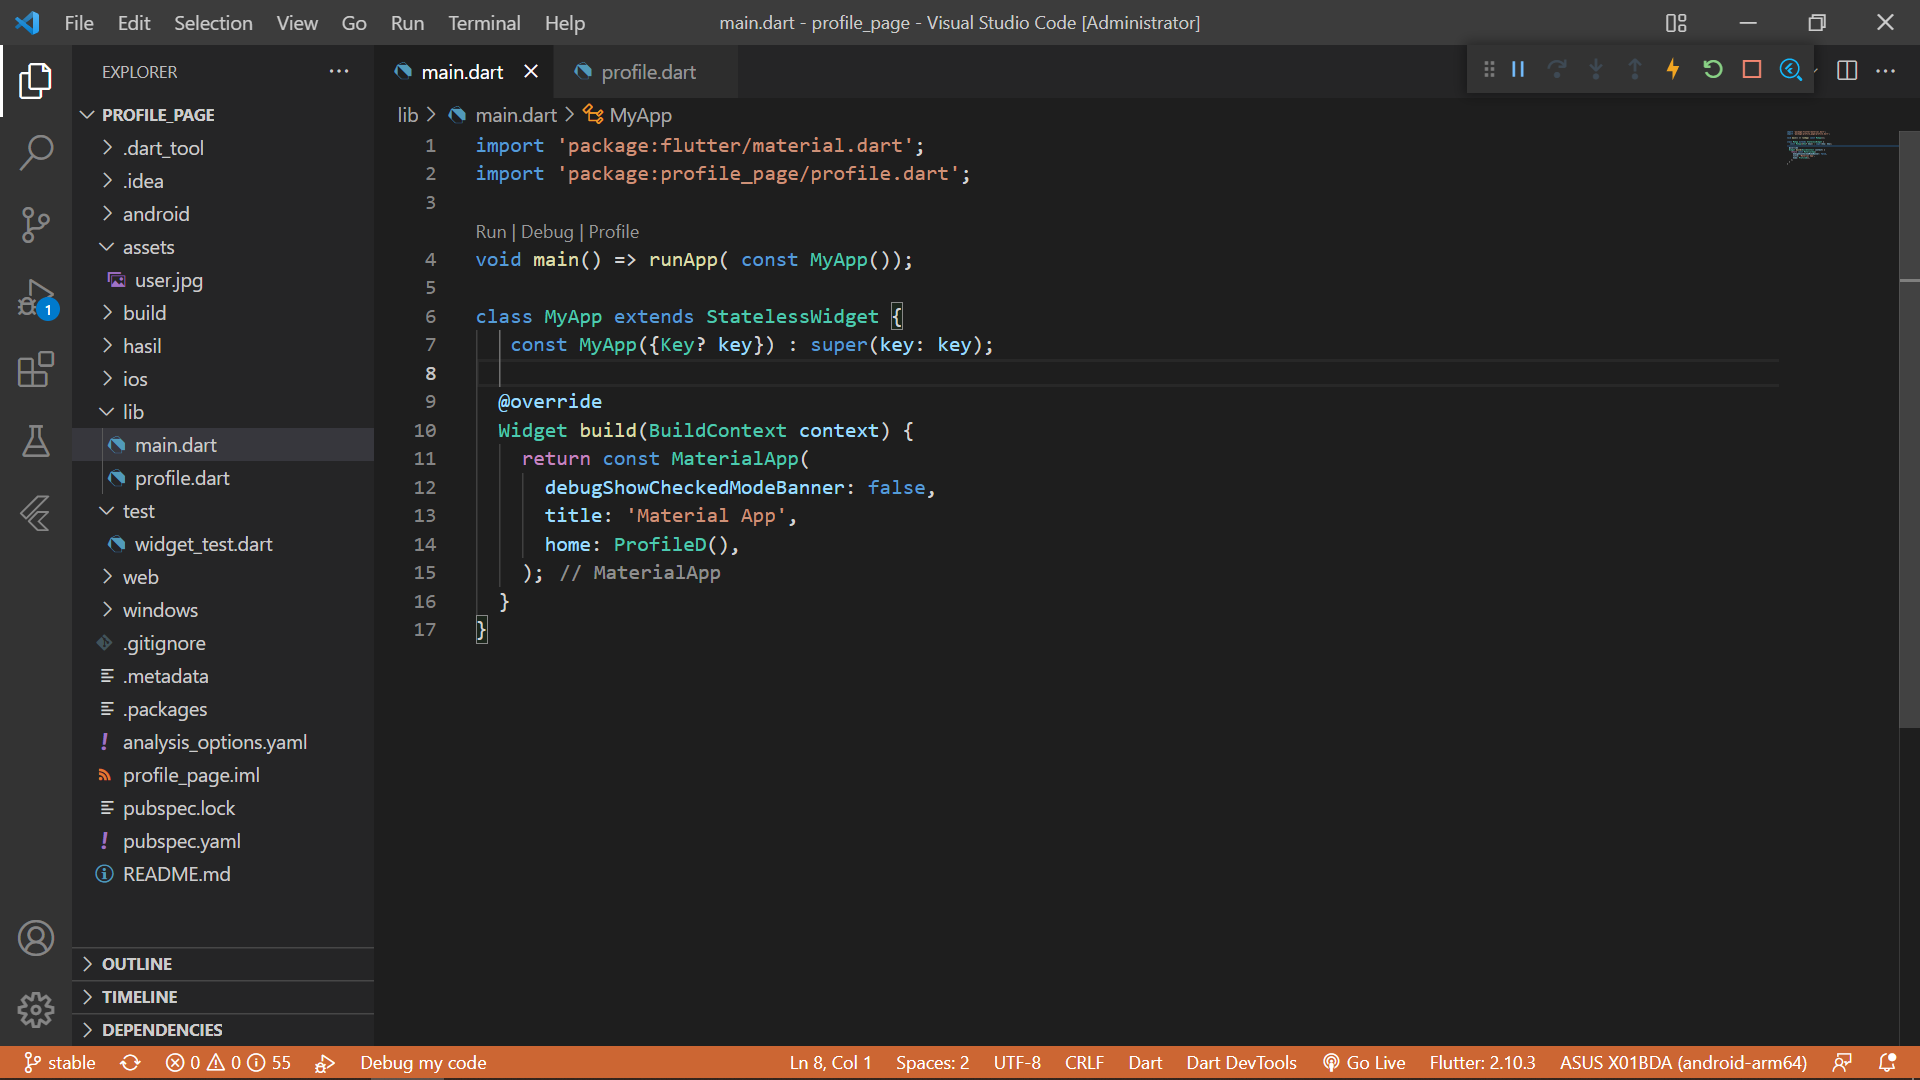 File Edit Selection View Go Run Terminal Help
main.dart - profile_page - Visual Studio Code [Administrator]
EXPLORER
PROFILE_PAGE
.dart_tool
.idea
android
assets
user.jpg
build
hasil
ios
lib
main.dart
profile.dart
test
widget_test.dart
web
windows
.gitignore
.metadata
.packages
analysis_options.yaml
profile_page.iml
pubspec.lock
pubspec.yaml
README.md
OUTLINE
TIMELINE
DEPENDENCIES
1
main.dart profile.dart
lib > main.dart > MyApp
1 import 'package:flutter/material.dart';
2 import 'package:profile_page/profile.dart';
3
Run | Debug | Profile
4 void main() => runApp( const MyApp());
5
6 class MyApp extends StatelessWidget {
7 const MyApp({Key? key}) : super(key: key);
8
9 @override
10 Widget build(BuildContext context) {
11 return const MaterialApp(
12 debugShowCheckedModeBanner: false,
13 title: 'Material App',
14 home: ProfileD(),
15 ); // MaterialApp
16 }
17 }
stable 0 0 55 Debug my code Ln 8, Col 1 Spaces: 2 UTF-8 CRLF Dart Dart DevTools Go Live Flutter: 2.10.3 ASUS X01BDA (android-arm64)